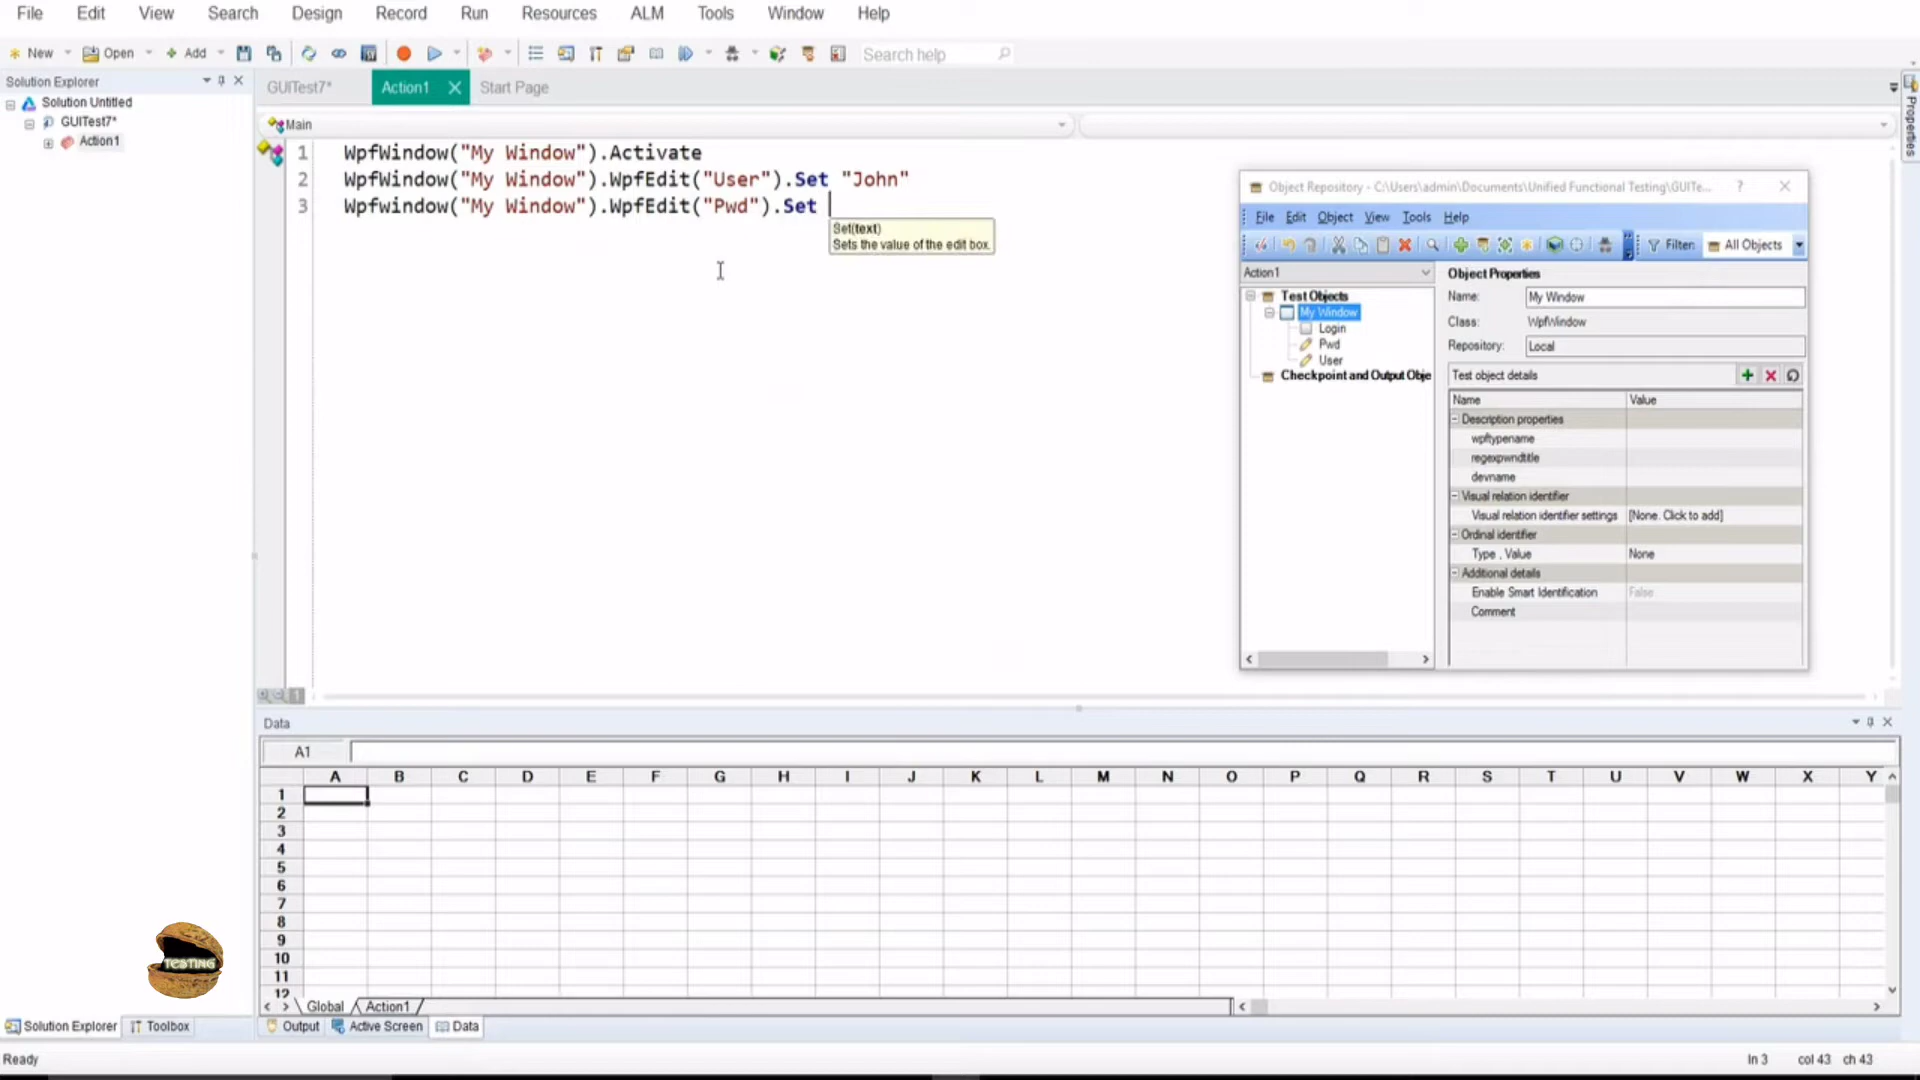 File Edit View Search Design Record Run Resources ALM Tools Window Help
New Open Add Search help
Solution Explorer
GUITest7* Action1 Start Page
Solution Untitled
GUITest7*
Action1
Properties
Main
1 WpfWindow("My Window").Activate
2 WpfWindow("My Window").WpfEdit("User").Set "John"
3 Wpfwindow("My Window").WpfEdit("Pwd").Set
Set(text)
Sets the value of the edit box.
Object Repository - C:\Users\admin\Documents\Unified Functional Testing\GUITe...
File Edit Object View Tools Help
Filter: All Objects
Action1
Test Objects
My Window
Login
Pwd
User
Checkpoint and Output Obje
Object Properties
Name: My Window
Class: WpfWindow
Repository: Local
Test object details
Name Value
Description properties
wpftypename
regexpwndtitle
devname
Visual relation identifier
Visual relation identifier settings [None. Click to add]
Ordinal identifier
Type , Value None
Additional details
Enable Smart Identification False
Comment
1
Data
A1
A B C D E F G H I J K L M N O P Q R S T U V W X Y
1
2
3
4
5
6
7
8
9
10
11
12
TESTING
Global Action1
Solution Explorer Toolbox Output Active Screen Data
Ready ln 3 col 43 ch 43